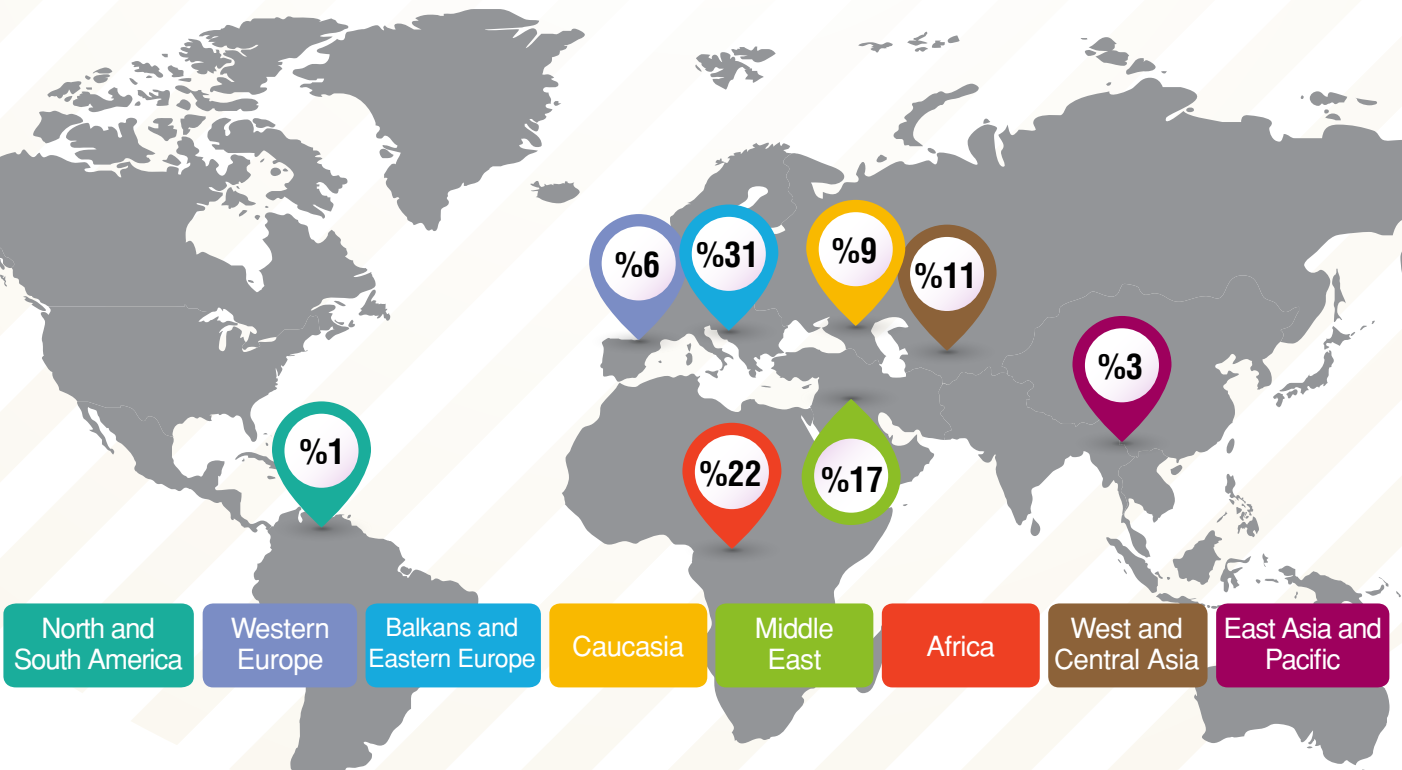 %6
%31
%9
%11
%3
%1
%22
%17
North and
South America
Western
Europe
Balkans and
Eastern Europe
Caucasia
Middle
East
Africa
West and
Central Asia
East Asia and
Pacific